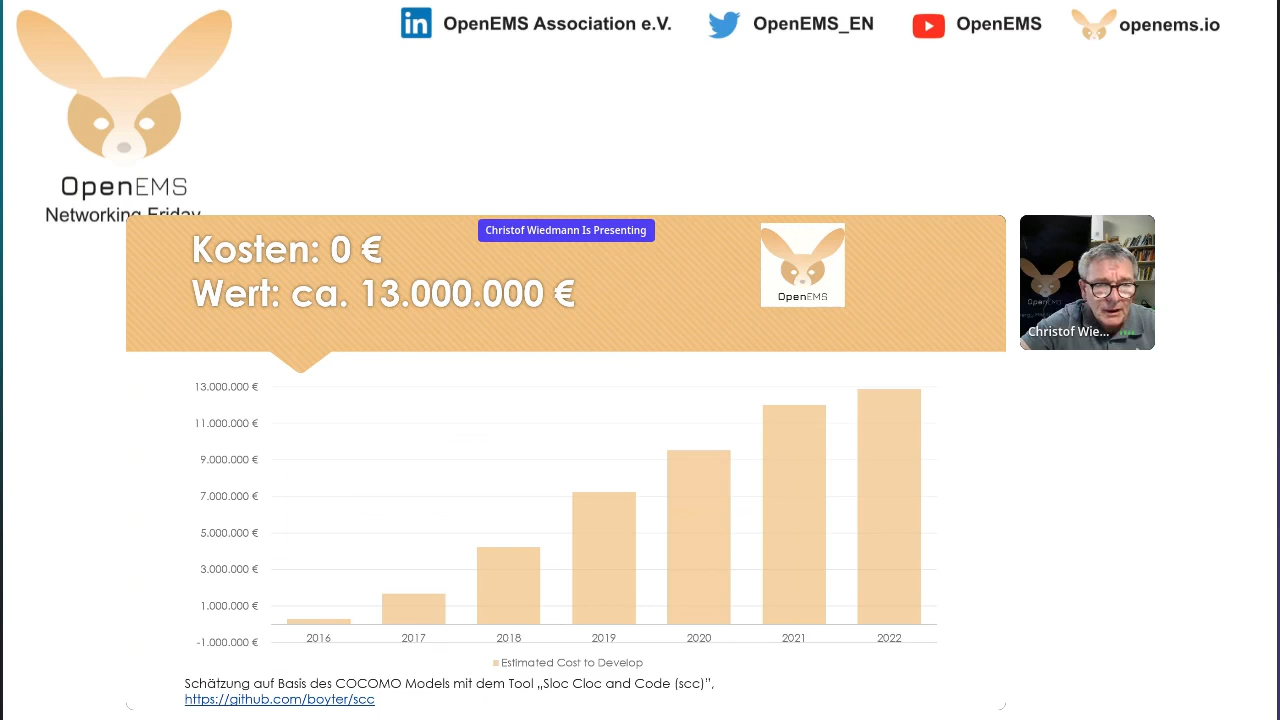 OpenEMS Association e.V.
OpenEMS_EN
OpenEMS
openems.io
OpenEMS
Networking Friday
Christof Wiedmann Is Presenting
Kosten: 0 €
Wert: ca. 13.000.000 €
OpenEMS
Christof Wie...
13.000.000 €
11.000.000 €
9.000.000 €
7.000.000 €
5.000.000 €
3.000.000 €
1.000.000 €
-1.000.000 €
2016 2017 2018 2019 2020 2021 2022
Estimated Cost to Develop
Schätzung auf Basis des COCOMO Models mit dem Tool „Sloc Cloc and Code (scc)”,
https://github.com/boyter/scc